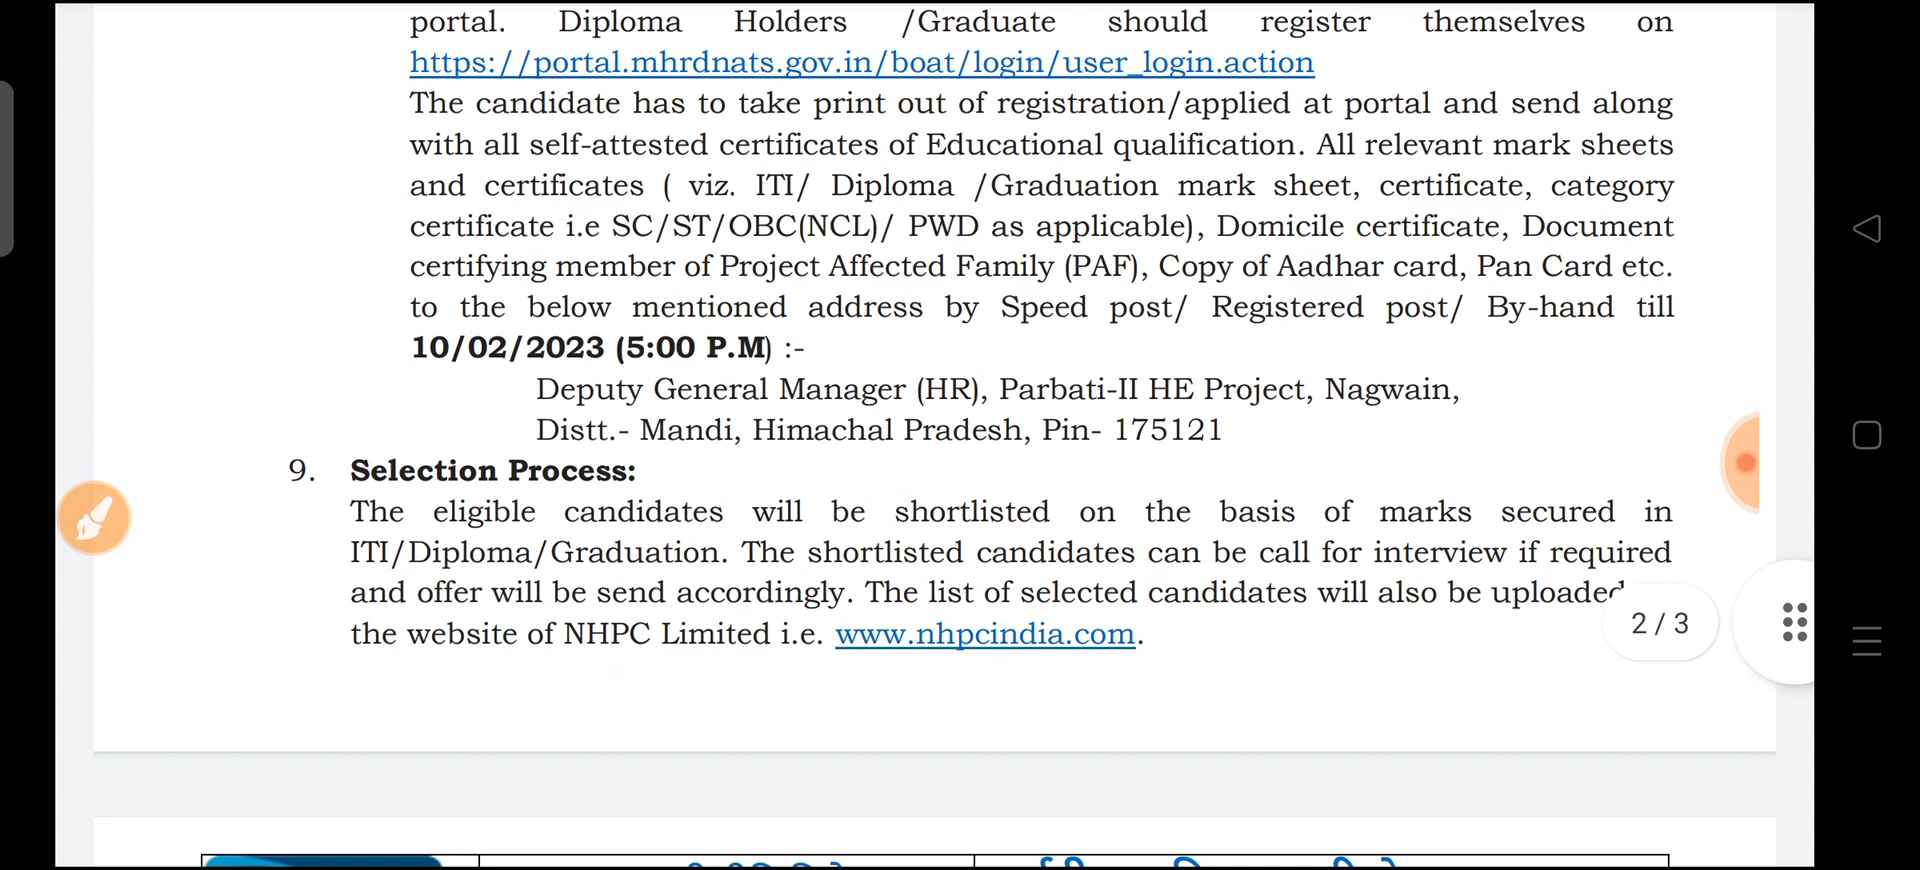 portal. Diploma Holders /Graduate should register themselves on
https://portal.mhrdnats.gov.in/boat/login/user_login.action
The candidate has to take print out of registration/applied at portal and send along
with all self-attested certificates of Educational qualification. All relevant mark sheets
and certificates ( viz. ITI/ Diploma /Graduation mark sheet, certificate, category
certificate i.e SC/ST/OBC(NCL)/ PWD as applicable), Domicile certificate, Document
certifying member of Project Affected Family (PAF), Copy of Aadhar card, Pan Card etc.
to the below mentioned address by Speed post/ Registered post/ By-hand till
10/02/2023 (5:00 P.M) :-
Deputy General Manager (HR), Parbati-II HE Project, Nagwain,
Distt.- Mandi, Himachal Pradesh, Pin- 175121
9. Selection Process:
The eligible candidates will be shortlisted on the basis of marks secured in
ITI/Diploma/Graduation. The shortlisted candidates can be call for interview if required
and offer will be send accordingly. The list of selected candidates will also be uploaded
the website of NHPC Limited i.e. www.nhpcindia.com.
2 / 3